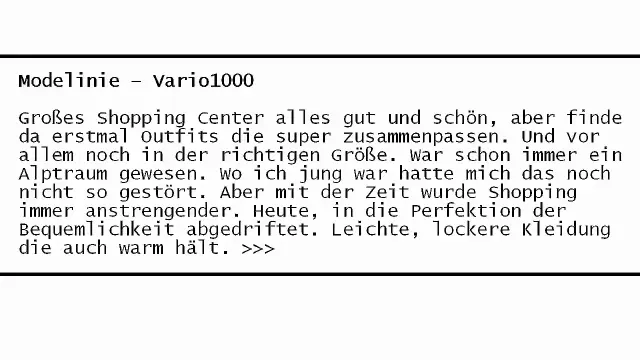 Modelinie – Vario1000
Großes Shopping Center alles gut und schön, aber finde
da erstmal Outfits die super zusammenpassen. Und vor
allem noch in der richtigen Größe. War schon immer ein
Alptraum gewesen. Wo ich jung war hatte mich das noch
nicht so gestört. Aber mit der Zeit wurde Shopping
immer anstrengender. Heute, in die Perfektion der
Bequemlichkeit abgedriftet. Leichte, lockere Kleidung
die auch warm hält. >>>